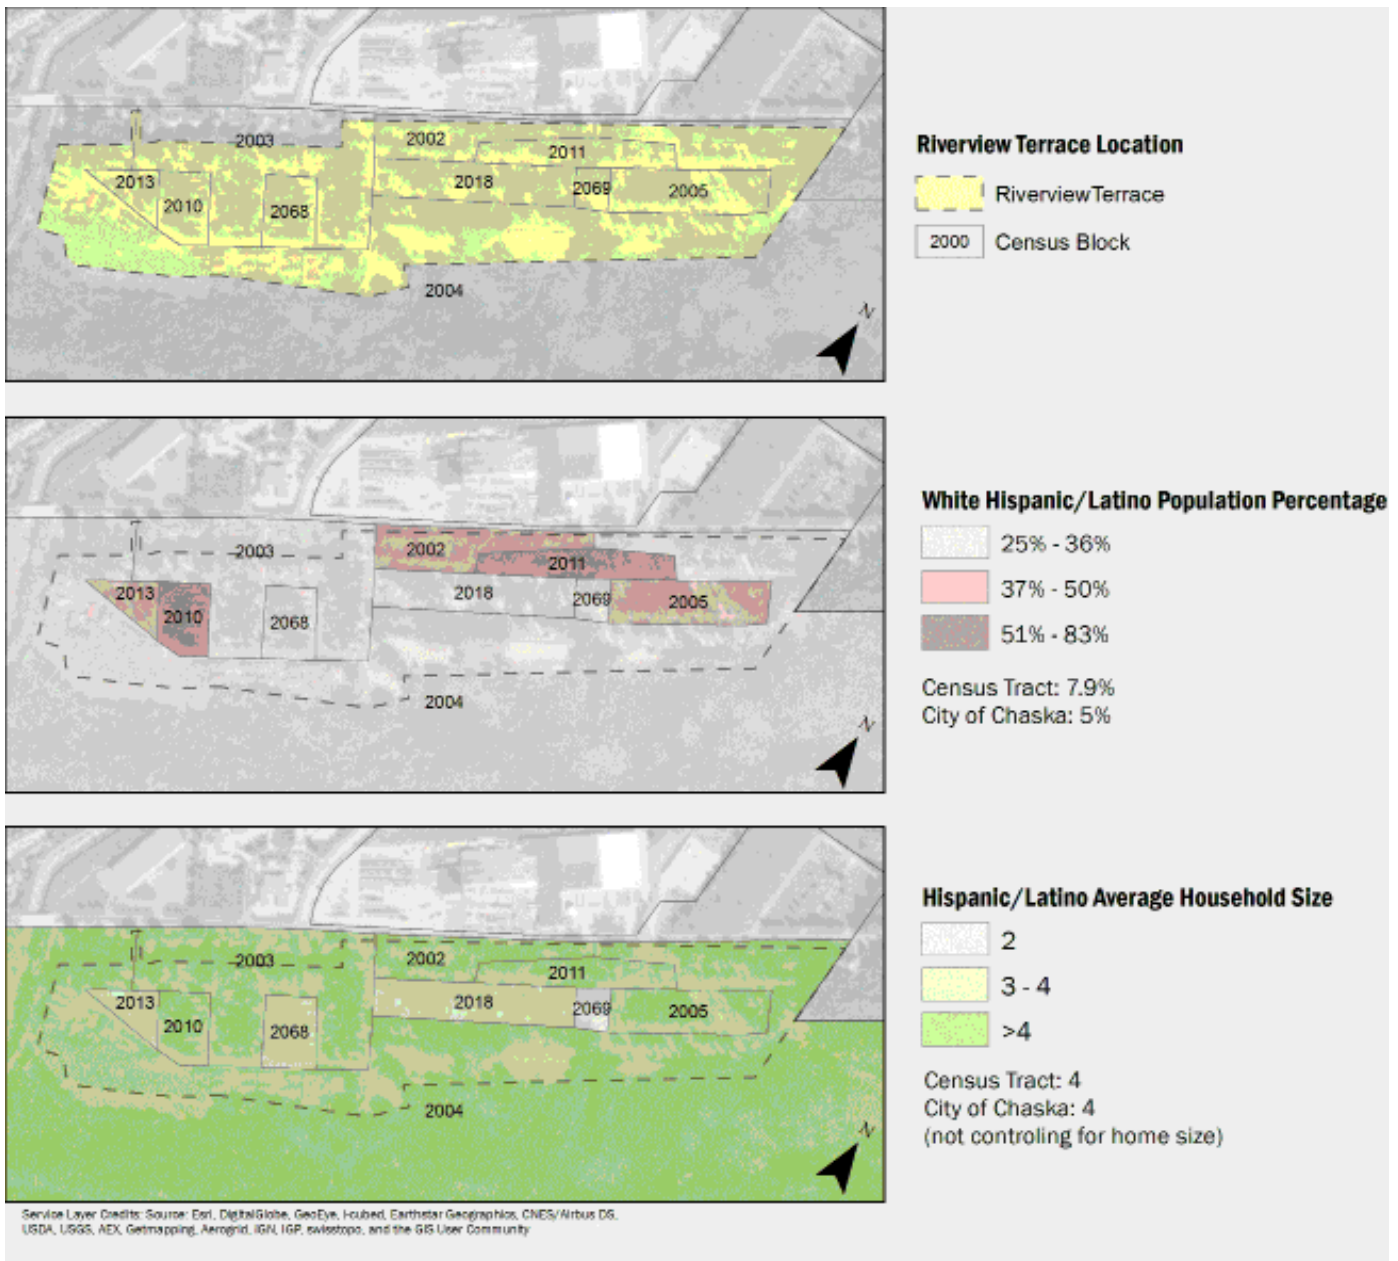 2003
2002
2011
2013
2018
2069
2005
2010
2068
2004
N
Riverview Terrace Location
Riverview Terrace
2000 Census Block
2003
2002
2011
2013
2018
2069
2005
2010
2068
2004
N
White Hispanic/Latino Population Percentage
25% - 36%
37% - 50%
51% - 83%
Census Tract: 7.9%
City of Chaska: 5%
2003
2002
2011
2013
2018
2069
2005
2010
2068
2004
N
Hispanic/Latino Average Household Size
2
3 - 4
>4
Census Tract: 4
City of Chaska: 4
(not controling for home size)
Service Layer Credits: Source: Esri, DigitalGlobe, GeoEye, i-cubed, Earthstar Geographics, CNES/Airbus DS,
USDA, USGS, AEX, Getmapping, Aerogrid, IGN, IGP, swisstopo, and the GIS User Community